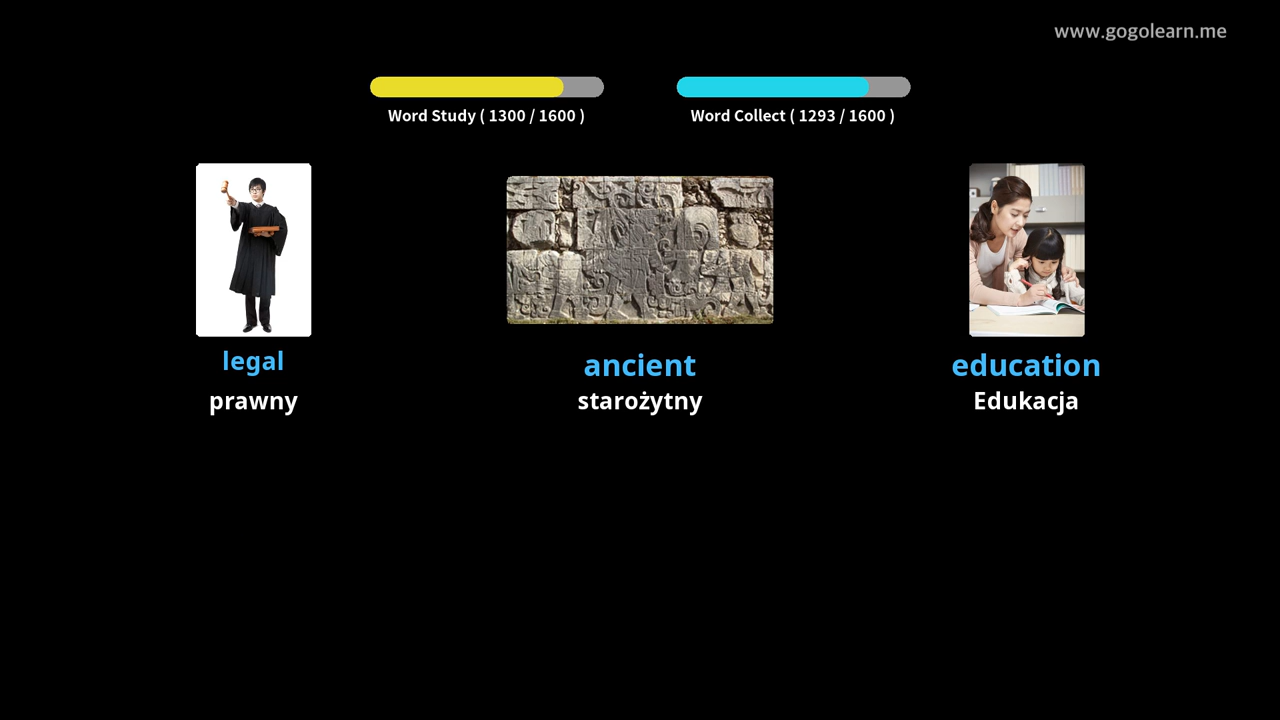 www.gogolearn.me
Word Study ( 1300 / 1600 )
Word Collect ( 1293 / 1600 )
legal
ancient
education
prawny
starożytny
Edukacja